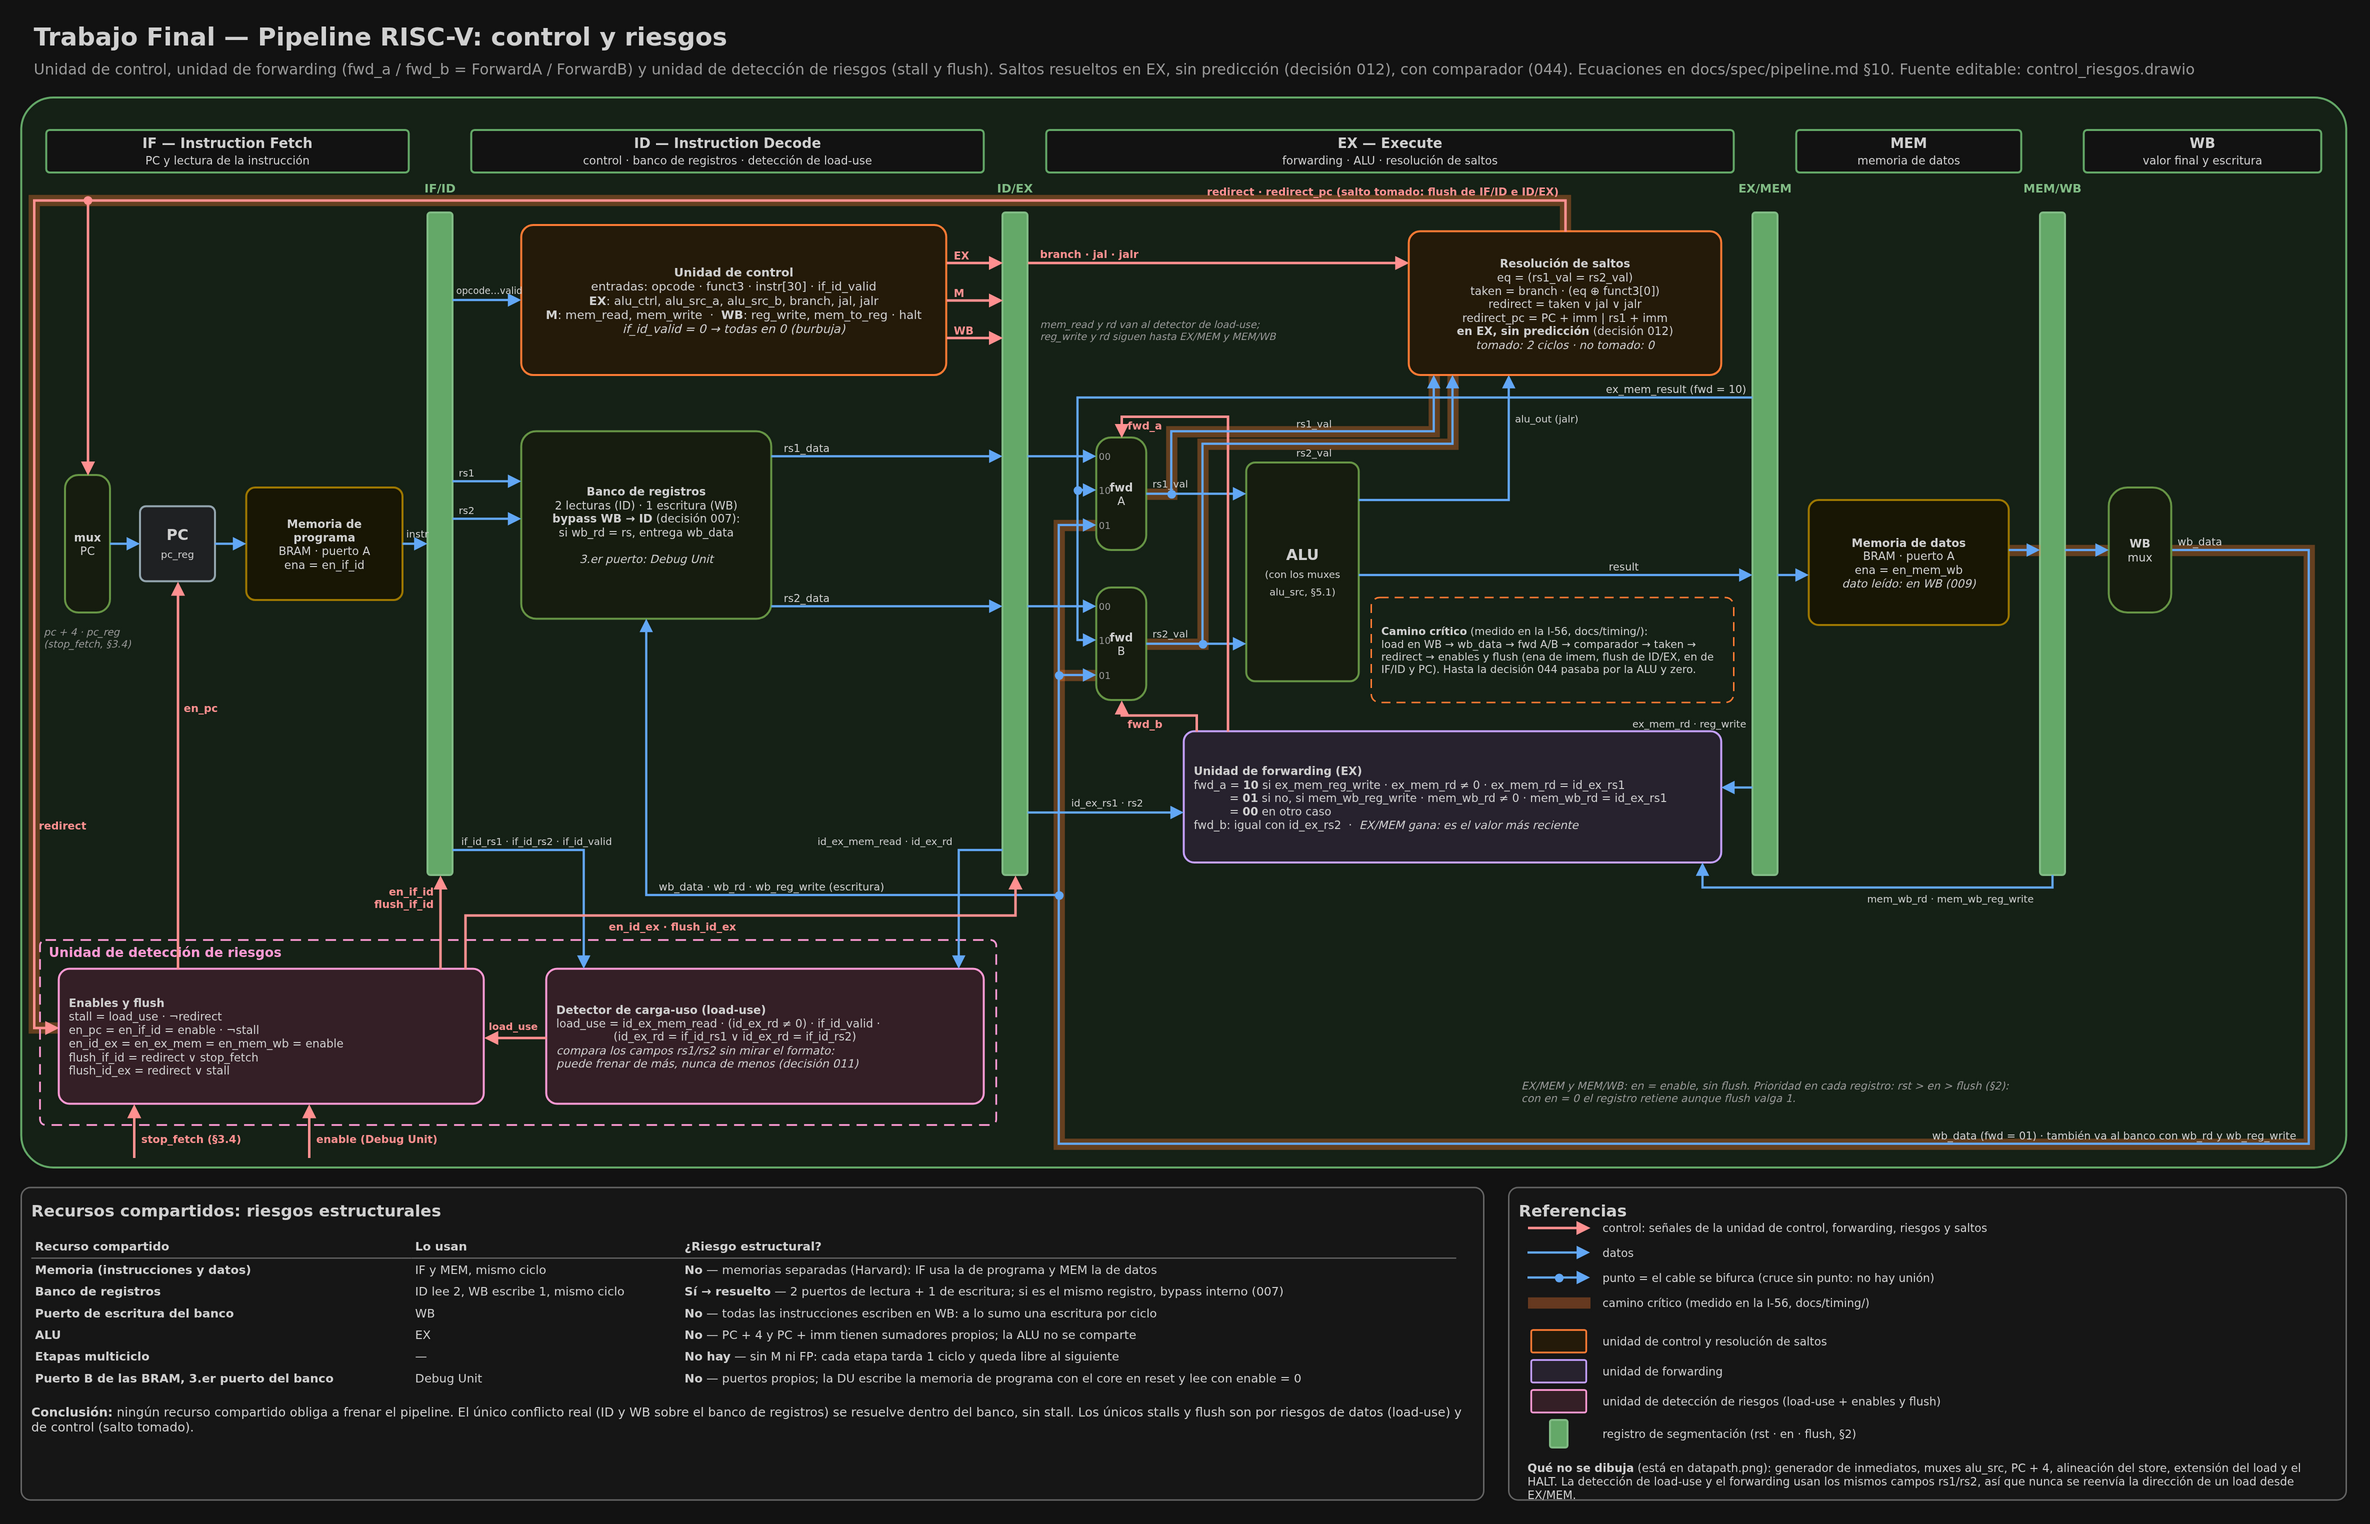 Trabajo Final — Pipeline RISC-V: control y riesgos
Unidad de control, unidad de forwarding (fwd_a / fwd_b = ForwardA / ForwardB) y unidad de detección de riesgos (stall y flush). Saltos resueltos en EX, sin predicción (decisión 012), con comparador (044). Ecuaciones en docs/spec/pipeline.md §10. Fuente editable: control_riesgos.drawio
IF — Instruction Fetch
PC y lectura de la instrucción
ID — Instruction Decode
control · banco de registros · detección de load-use
EX — Execute
forwarding · ALU · resolución de saltos
MEM
memoria de datos
WB
valor final y escritura
IF/ID
ID/EX
EX/MEM
MEM/WB
redirect · redirect_pc (salto tomado: flush de IF/ID e ID/EX)
opcode…valid
Unidad de control
entradas: opcode · funct3 · instr[30] · if_id_valid
EX: alu_ctrl, alu_src_a, alu_src_b, branch, jal, jalr
M: mem_read, mem_write · WB: reg_write, mem_to_reg · halt
if_id_valid = 0 → todas en 0 (burbuja)
EX
M
WB
branch · jal · jalr
mem_read y rd van al detector de load-use;
reg_write y rd siguen hasta EX/MEM y MEM/WB
Resolución de saltos
eq = (rs1_val = rs2_val)
taken = branch · (eq ⊕ funct3[0])
redirect = taken ∨ jal ∨ jalr
redirect_pc = PC + imm | rs1 + imm
en EX, sin predicción (decisión 012)
tomado: 2 ciclos · no tomado: 0
ex_mem_result (fwd = 10)
alu_out (jalr)
rs1_val
rs2_val
fwd_a
mux
PC
PC
pc_reg
Memoria de
programa
BRAM · puerto A
ena = en_if_id
instr
pc + 4 · pc_reg
(stop_fetch, §3.4)
rs1
rs2
Banco de registros
2 lecturas (ID) · 1 escritura (WB)
bypass WB → ID (decisión 007):
si wb_rd = rs, entrega wb_data
3.er puerto: Debug Unit
rs1_data
rs2_data
00
10
01
fwd
A
rs1_val
00
10
01
fwd
B
rs2_val
fwd_b
ALU
(con los muxes
alu_src, §5.1)
result
Camino crítico (medido en la I-56, docs/timing/):
load en WB → wb_data → fwd A/B → comparador → taken →
redirect → enables y flush (ena de imem, flush de ID/EX, en de
IF/ID y PC). Hasta la decisión 044 pasaba por la ALU y zero.
Memoria de datos
BRAM · puerto A
ena = en_mem_wb
dato leído: en WB (009)
WB
mux
wb_data
en_pc
redirect
ex_mem_rd · reg_write
Unidad de forwarding (EX)
fwd_a = 10 si ex_mem_reg_write · ex_mem_rd ≠ 0 · ex_mem_rd = id_ex_rs1
= 01 si no, si mem_wb_reg_write · mem_wb_rd ≠ 0 · mem_wb_rd = id_ex_rs1
= 00 en otro caso
fwd_b: igual con id_ex_rs2 · EX/MEM gana: es el valor más reciente
id_ex_rs1 · rs2
if_id_rs1 · if_id_rs2 · if_id_valid
id_ex_mem_read · id_ex_rd
wb_data · wb_rd · wb_reg_write (escritura)
mem_wb_rd · mem_wb_reg_write
en_if_id
flush_if_id
en_id_ex · flush_id_ex
Unidad de detección de riesgos
Enables y flush
stall = load_use · ¬redirect
en_pc = en_if_id = enable · ¬stall
en_id_ex = en_ex_mem = en_mem_wb = enable
flush_if_id = redirect ∨ stop_fetch
flush_id_ex = redirect ∨ stall
load_use
Detector de carga-uso (load-use)
load_use = id_ex_mem_read · (id_ex_rd ≠ 0) · if_id_valid ·
(id_ex_rd = if_id_rs1 ∨ id_ex_rd = if_id_rs2)
compara los campos rs1/rs2 sin mirar el formato:
puede frenar de más, nunca de menos (decisión 011)
stop_fetch (§3.4)
enable (Debug Unit)
EX/MEM y MEM/WB: en = enable, sin flush. Prioridad en cada registro: rst > en > flush (§2):
con en = 0 el registro retiene aunque flush valga 1.
wb_data (fwd = 01) · también va al banco con wb_rd y wb_reg_write
Recursos compartidos: riesgos estructurales
Recurso compartido Lo usan ¿Riesgo estructural?
Memoria (instrucciones y datos) IF y MEM, mismo ciclo No — memorias separadas (Harvard): IF usa la de programa y MEM la de datos
Banco de registros ID lee 2, WB escribe 1, mismo ciclo Sí → resuelto — 2 puertos de lectura + 1 de escritura; si es el mismo registro, bypass interno (007)
Puerto de escritura del banco WB No — todas las instrucciones escriben en WB: a lo sumo una escritura por ciclo
ALU EX No — PC + 4 y PC + imm tienen sumadores propios; la ALU no se comparte
Etapas multiciclo — No hay — sin M ni FP: cada etapa tarda 1 ciclo y queda libre al siguiente
Puerto B de las BRAM, 3.er puerto del banco Debug Unit No — puertos propios; la DU escribe la memoria de programa con el core en reset y lee con enable = 0
Conclusión: ningún recurso compartido obliga a frenar el pipeline. El único conflicto real (ID y WB sobre el banco de registros) se resuelve dentro del banco, sin stall. Los únicos stalls y flush son por riesgos de datos (load-use) y
de control (salto tomado).
Referencias
control: señales de la unidad de control, forwarding, riesgos y saltos
datos
punto = el cable se bifurca (cruce sin punto: no hay unión)
camino crítico (medido en la I-56, docs/timing/)
unidad de control y resolución de saltos
unidad de forwarding
unidad de detección de riesgos (load-use + enables y flush)
registro de segmentación (rst · en · flush, §2)
Qué no se dibuja (está en datapath.png): generador de inmediatos, muxes alu_src, PC + 4, alineación del store, extensión del load y el
HALT. La detección de load-use y el forwarding usan los mismos campos rs1/rs2, así que nunca se reenvía la dirección de un load desde
EX/MEM.